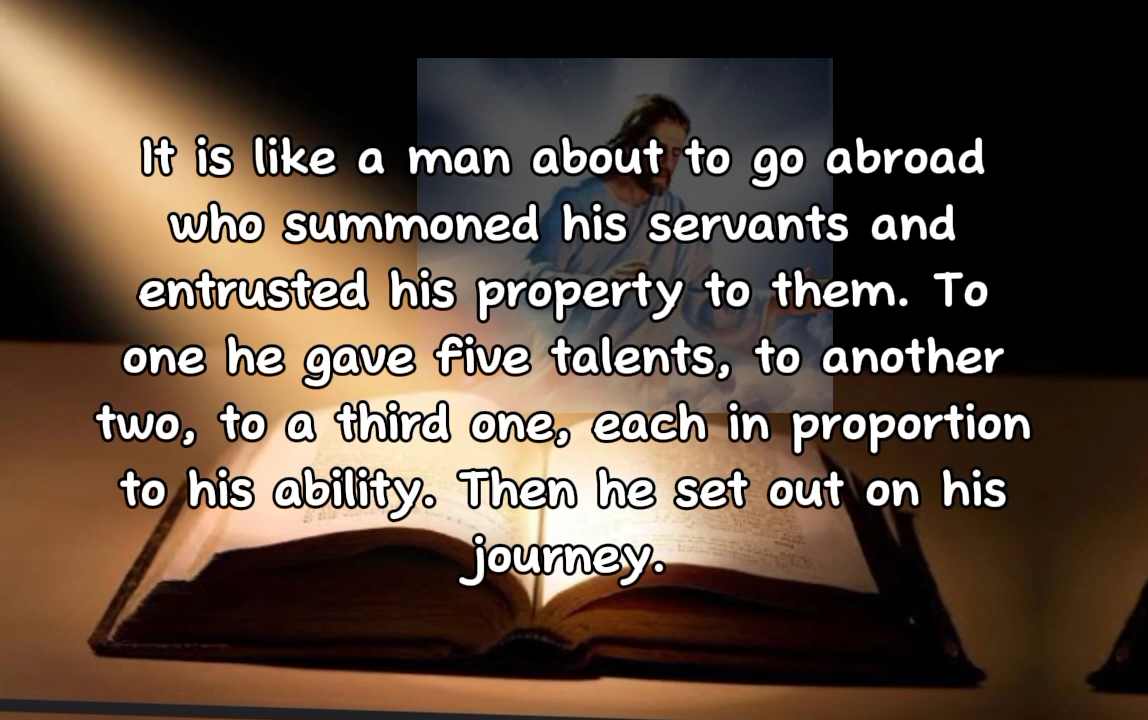 It is like a man about to go abroad
who summoned his servants and
entrusted his property to them. To
one he gave five talents, to another
two, to a third one, each in proportion
to his ability. Then he set out on his
journey.